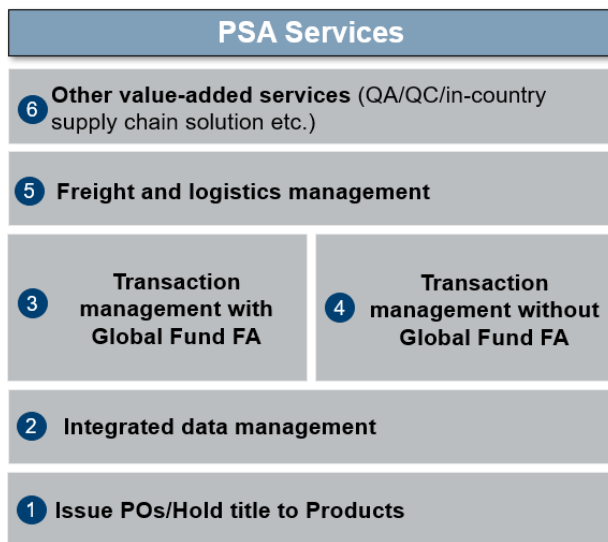 PSA Services
6 Other value-added services (QA/QC/in-country
supply chain solution etc.)
5 Freight and logistics management
3 Transaction
management with
Global Fund FA
4 Transaction
management without
Global Fund FA
2 Integrated data management
1 Issue POs/Hold title to Products